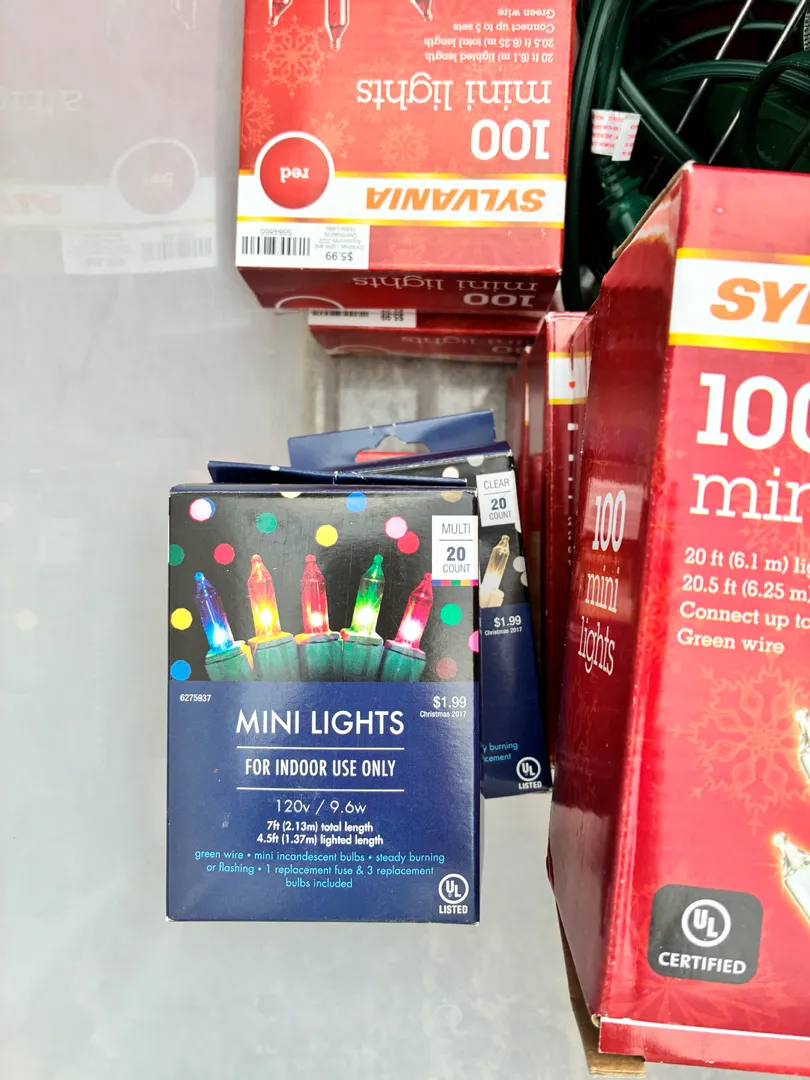 Green wire
Connect up to 5 sets
20.5 ft (6.25 m) total length
20 ft (6.1 m) lighted length
mini lights
100
red
SYLVANIA
$5.99
5684865
100
mini lights
SY
100
mini
lights
100
20 ft (6.1 m)
20.5 ft (6.25 m)
Connect up to
Green wire
UL
CERTIFIED
CLEAR
20
COUNT
$1.99
Christmas 2017
burning
UL
LISTED
MULTI
20
COUNT
6275937
$1.99
Christmas 2017
MINI LIGHTS
FOR INDOOR USE ONLY
120v / 9.6w
7ft (2.13m) total length
4.5ft (1.37m) lighted length
green wire • mini incandescent bulbs • steady burning
or flashing • 1 replacement fuse & 3 replacement
bulbs included
UL
LISTED